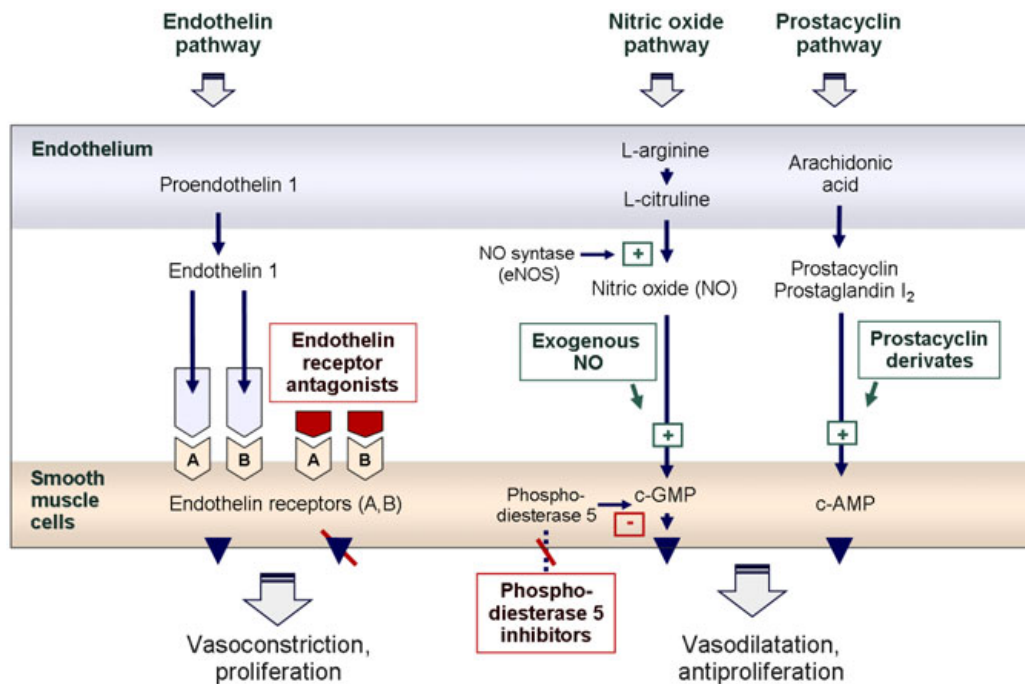 Endothelin
pathway
Nitric oxide
pathway
Prostacyclin
pathway
Endothelium
Proendothelin 1
Endothelin 1
L-arginine
L-citruline
NO syntase
(eNOS)
+
Nitric oxide (NO)
Arachidonic
acid
Prostacyclin
Prostaglandin I₂
Endothelin
receptor
antagonists
Exogenous
NO
Prostacyclin
derivates
+
+
A
B
A
B
Smooth
muscle
cells
Endothelin receptors (A,B)
Phospho-
diesterase 5
-
c-GMP
c-AMP
Phospho-
diesterase 5
inhibitors
Vasoconstriction,
proliferation
Vasodilatation,
antiproliferation